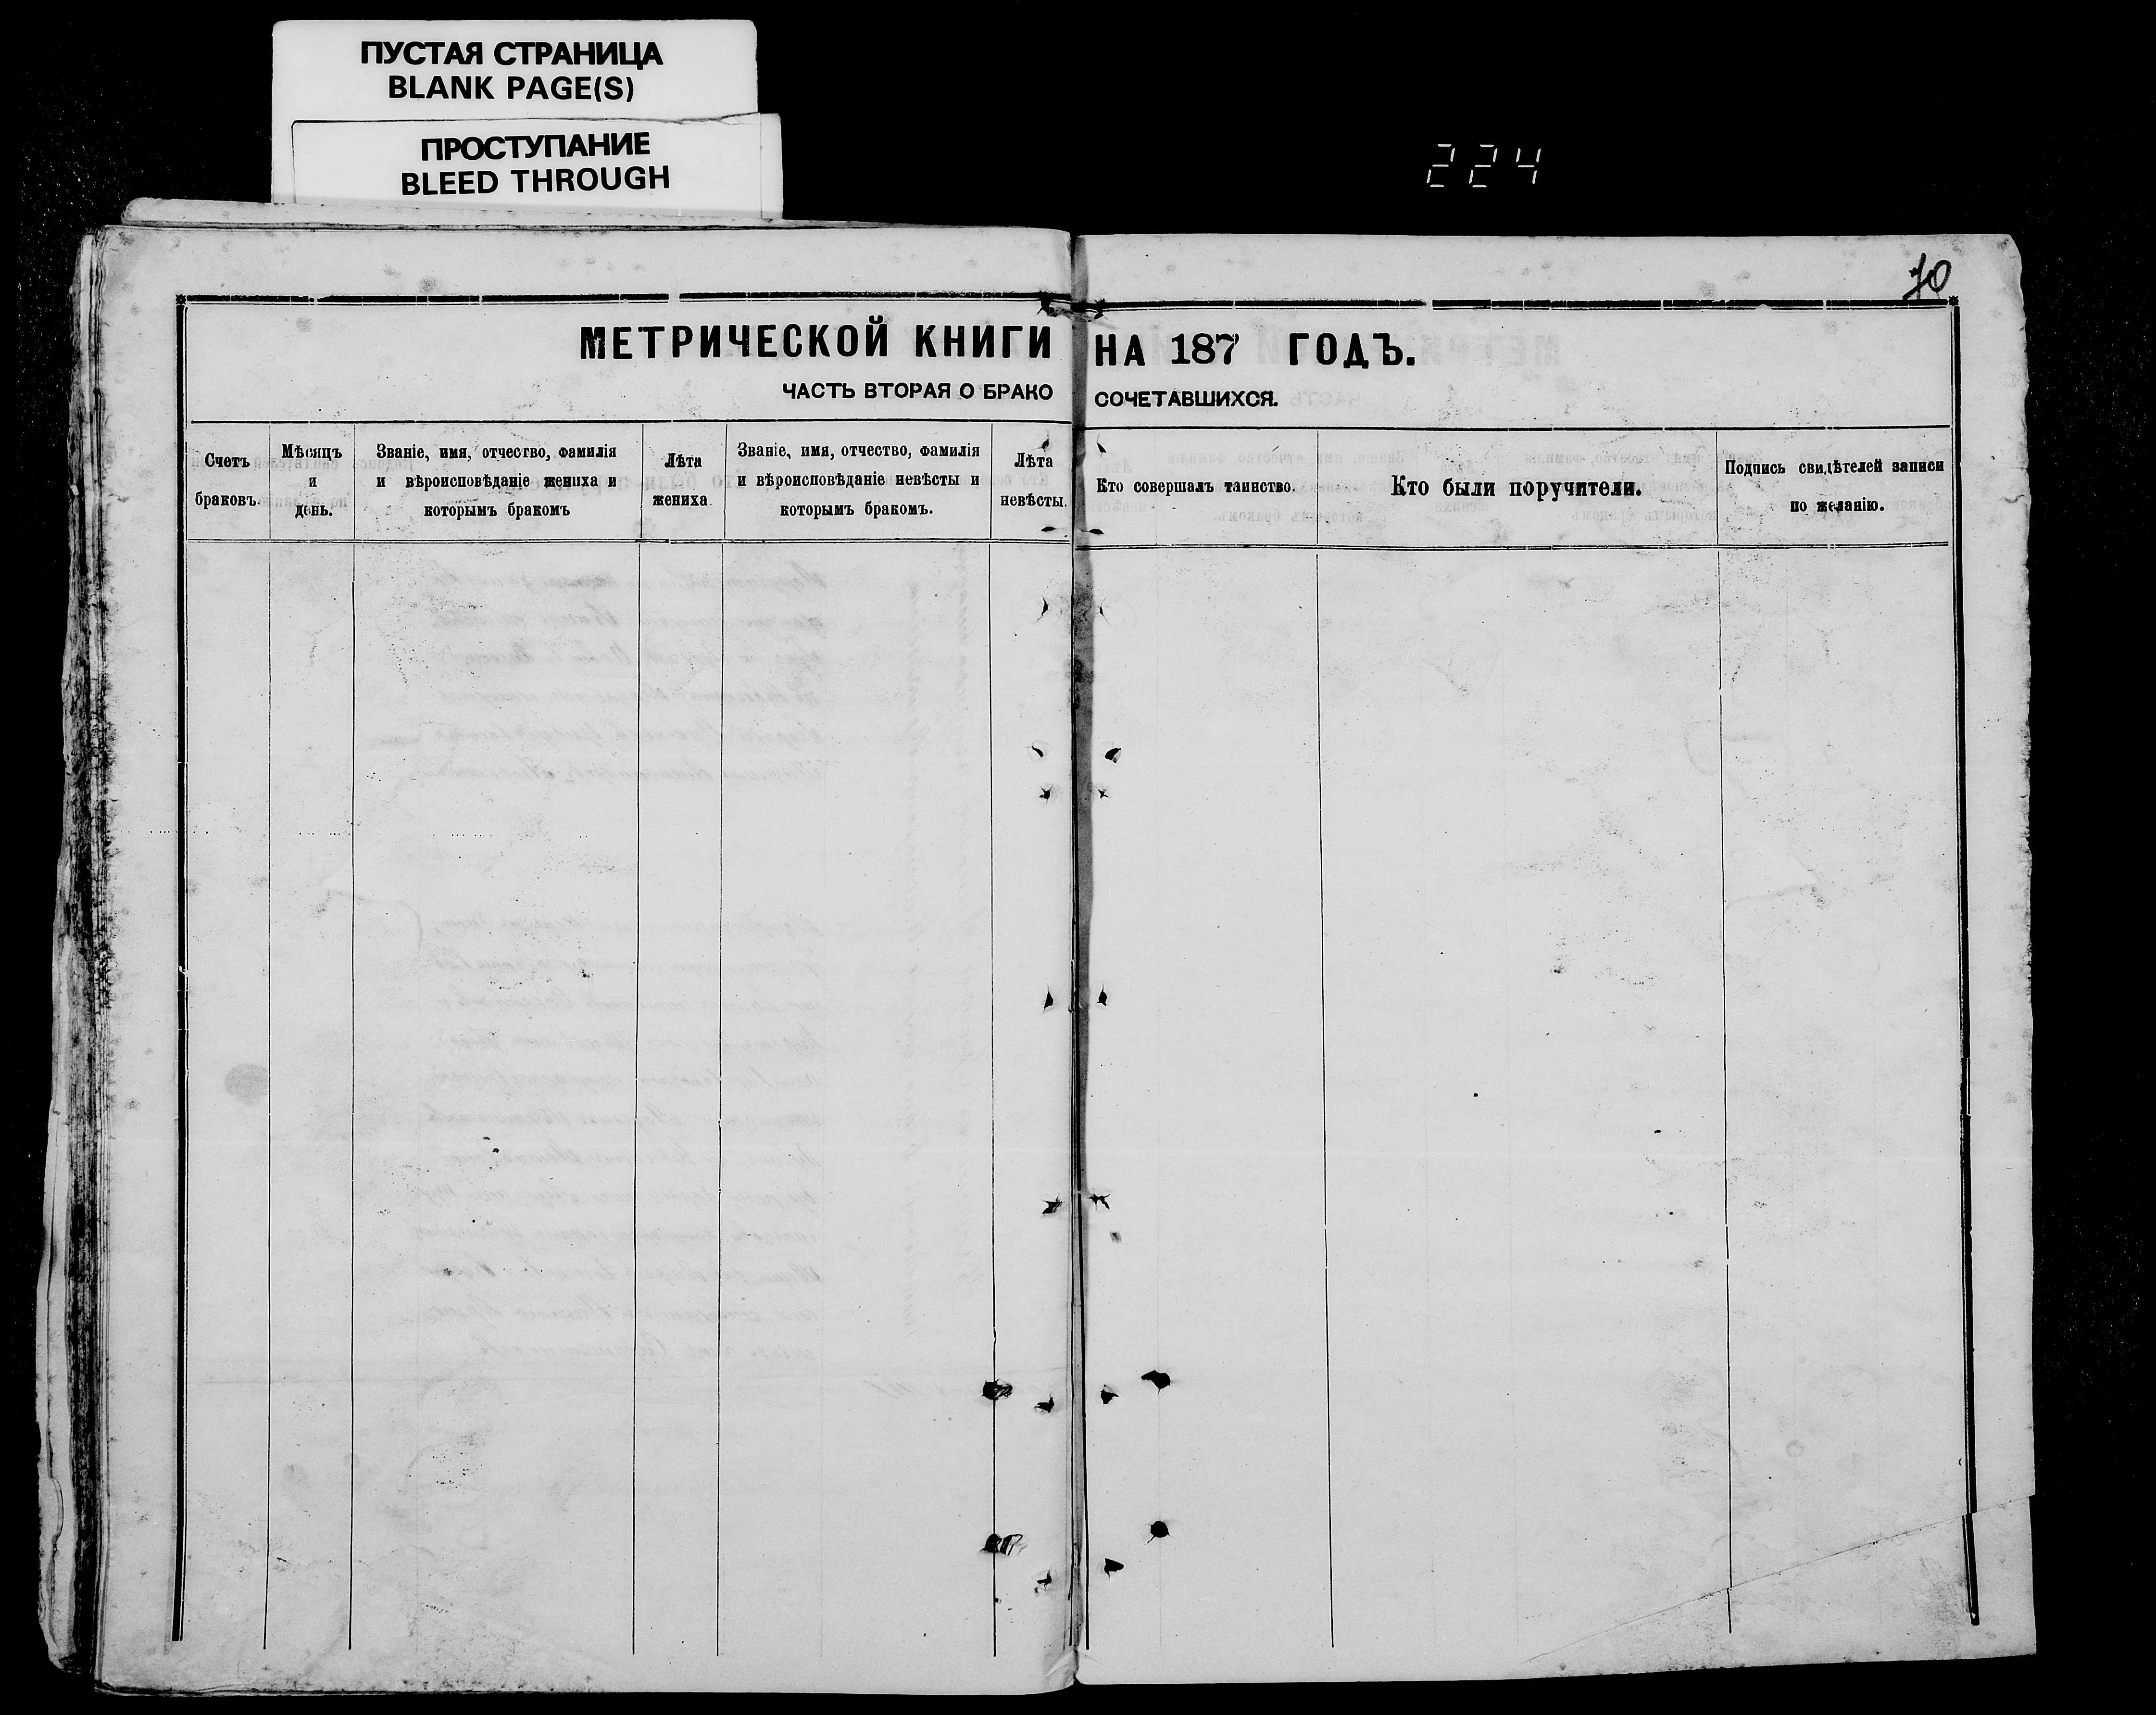 ПУСТАЯ СТРАНИЦА
BLANK PAGE(S)
ПРОСТУПАНИЕ
BLEED THROUGH
224
70
МЕТРИЧЕСКОЙ КНИГИ НА 187 ГОДЪ.
ЧАСТЬ ВТОРАЯ О БРАКО СОЧЕТАВШИХСЯ.
Счетъ
браковъ.
Мѣсяцъ
и
день.
Званіе, имя, отчество, фамилія
и вѣроисповѣданіе жениха и
которымъ бракомъ
Лѣта
жениха
Званіе, имя, отчество, фамилія
и вѣроисповѣданіе невѣсты и
которымъ бракомъ.
Лѣта
невѣсты.
Кто совершалъ таинство.
Кто были поручители.
Подпись свидѣтелей записи
по желанію.